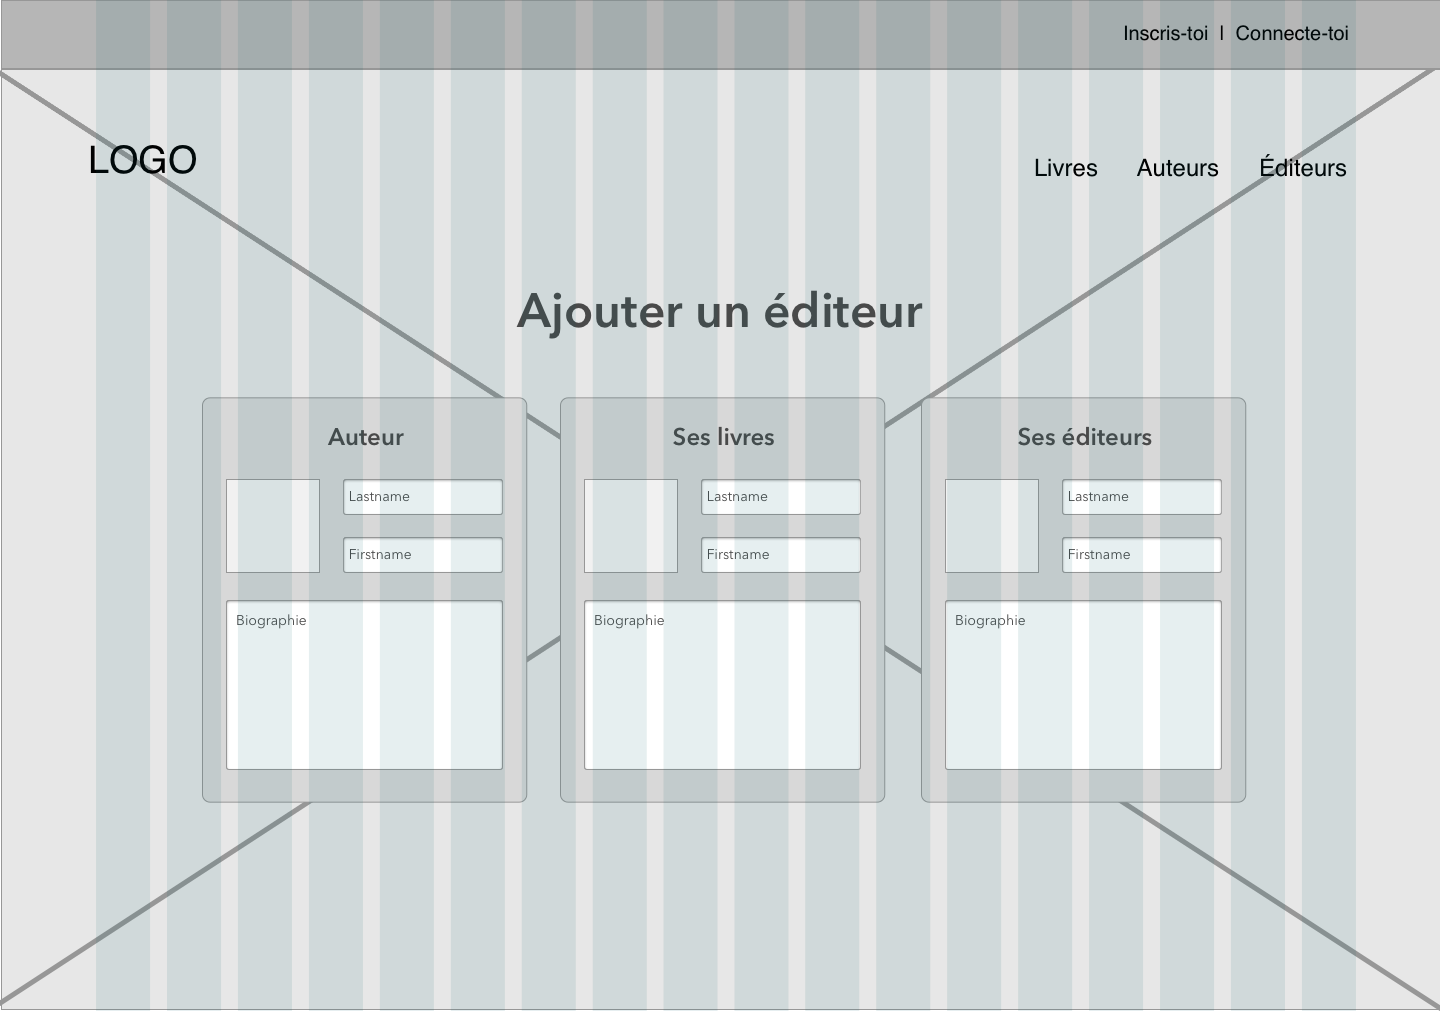 Inscris-toi | Connecte-toi
LOGO
Livres Auteurs Éditeurs
Ajouter un éditeur
Auteur
Lastname
Firstname
Biographie
Ses livres
Lastname
Firstname
Biographie
Ses éditeurs
Lastname
Firstname
Biographie